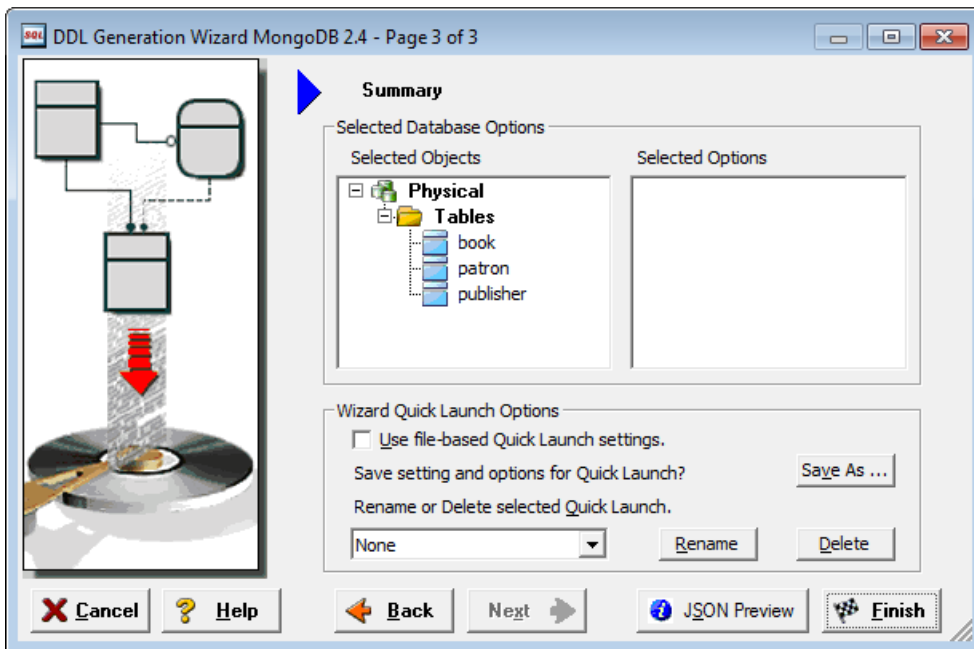 SQL DDL Generation Wizard MongoDB 2.4 - Page 3 of 3
Summary
Selected Database Options
Selected Objects
Selected Options
Physical
Tables
book
patron
publisher
Wizard Quick Launch Options
Use file-based Quick Launch settings.
Save setting and options for Quick Launch?
Save As ...
Rename or Delete selected Quick Launch.
None
Rename
Delete
Cancel
Help
Back
Next
JSON Preview
Finish